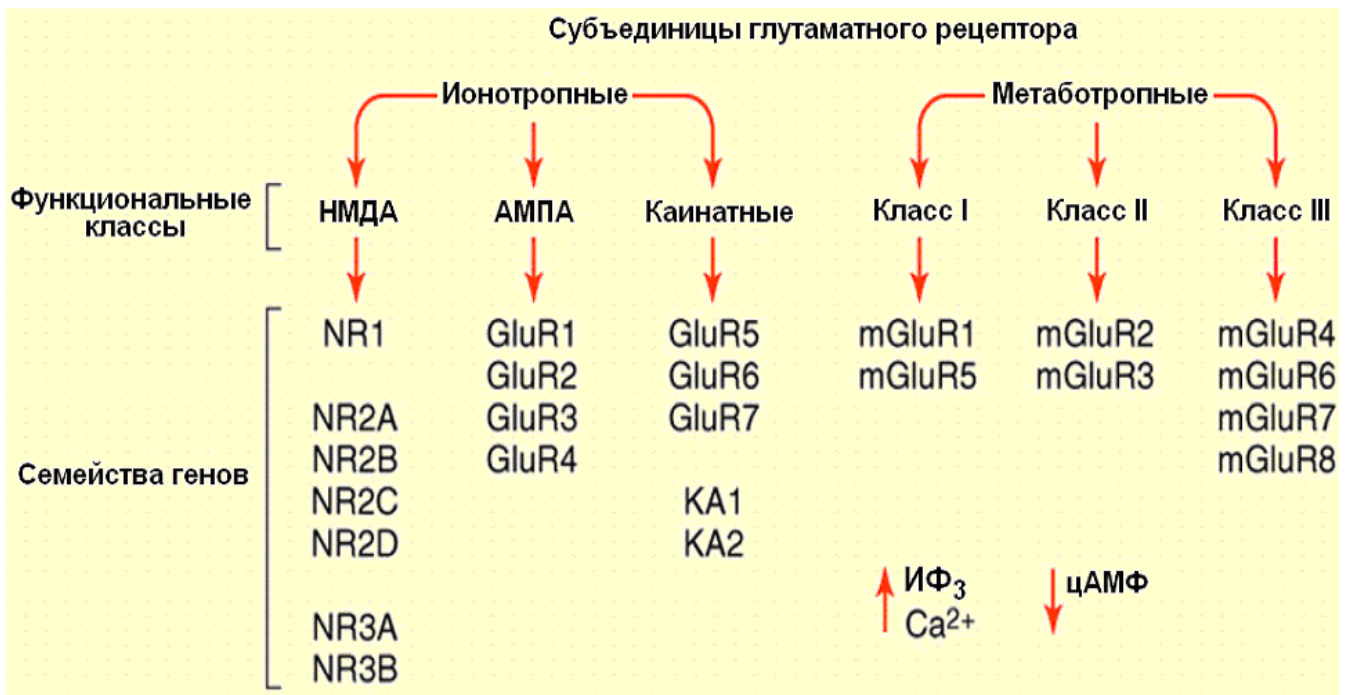 Субъединицы глутаматного рецептора
Ионотропные Метаботропные
Функциональные классы
НМДА АМПА Каинатные Класс I Класс II Класс III
Семейства генов
NR1 GluR1 GluR5 mGluR1 mGluR2 mGluR4
GluR2 GluR6 mGluR5 mGluR3 mGluR6
NR2A GluR3 GluR7 mGluR7
NR2B GluR4 mGluR8
NR2C KA1
NR2D KA2
ИФ3 цАМФ
NR3A Ca2+
NR3B